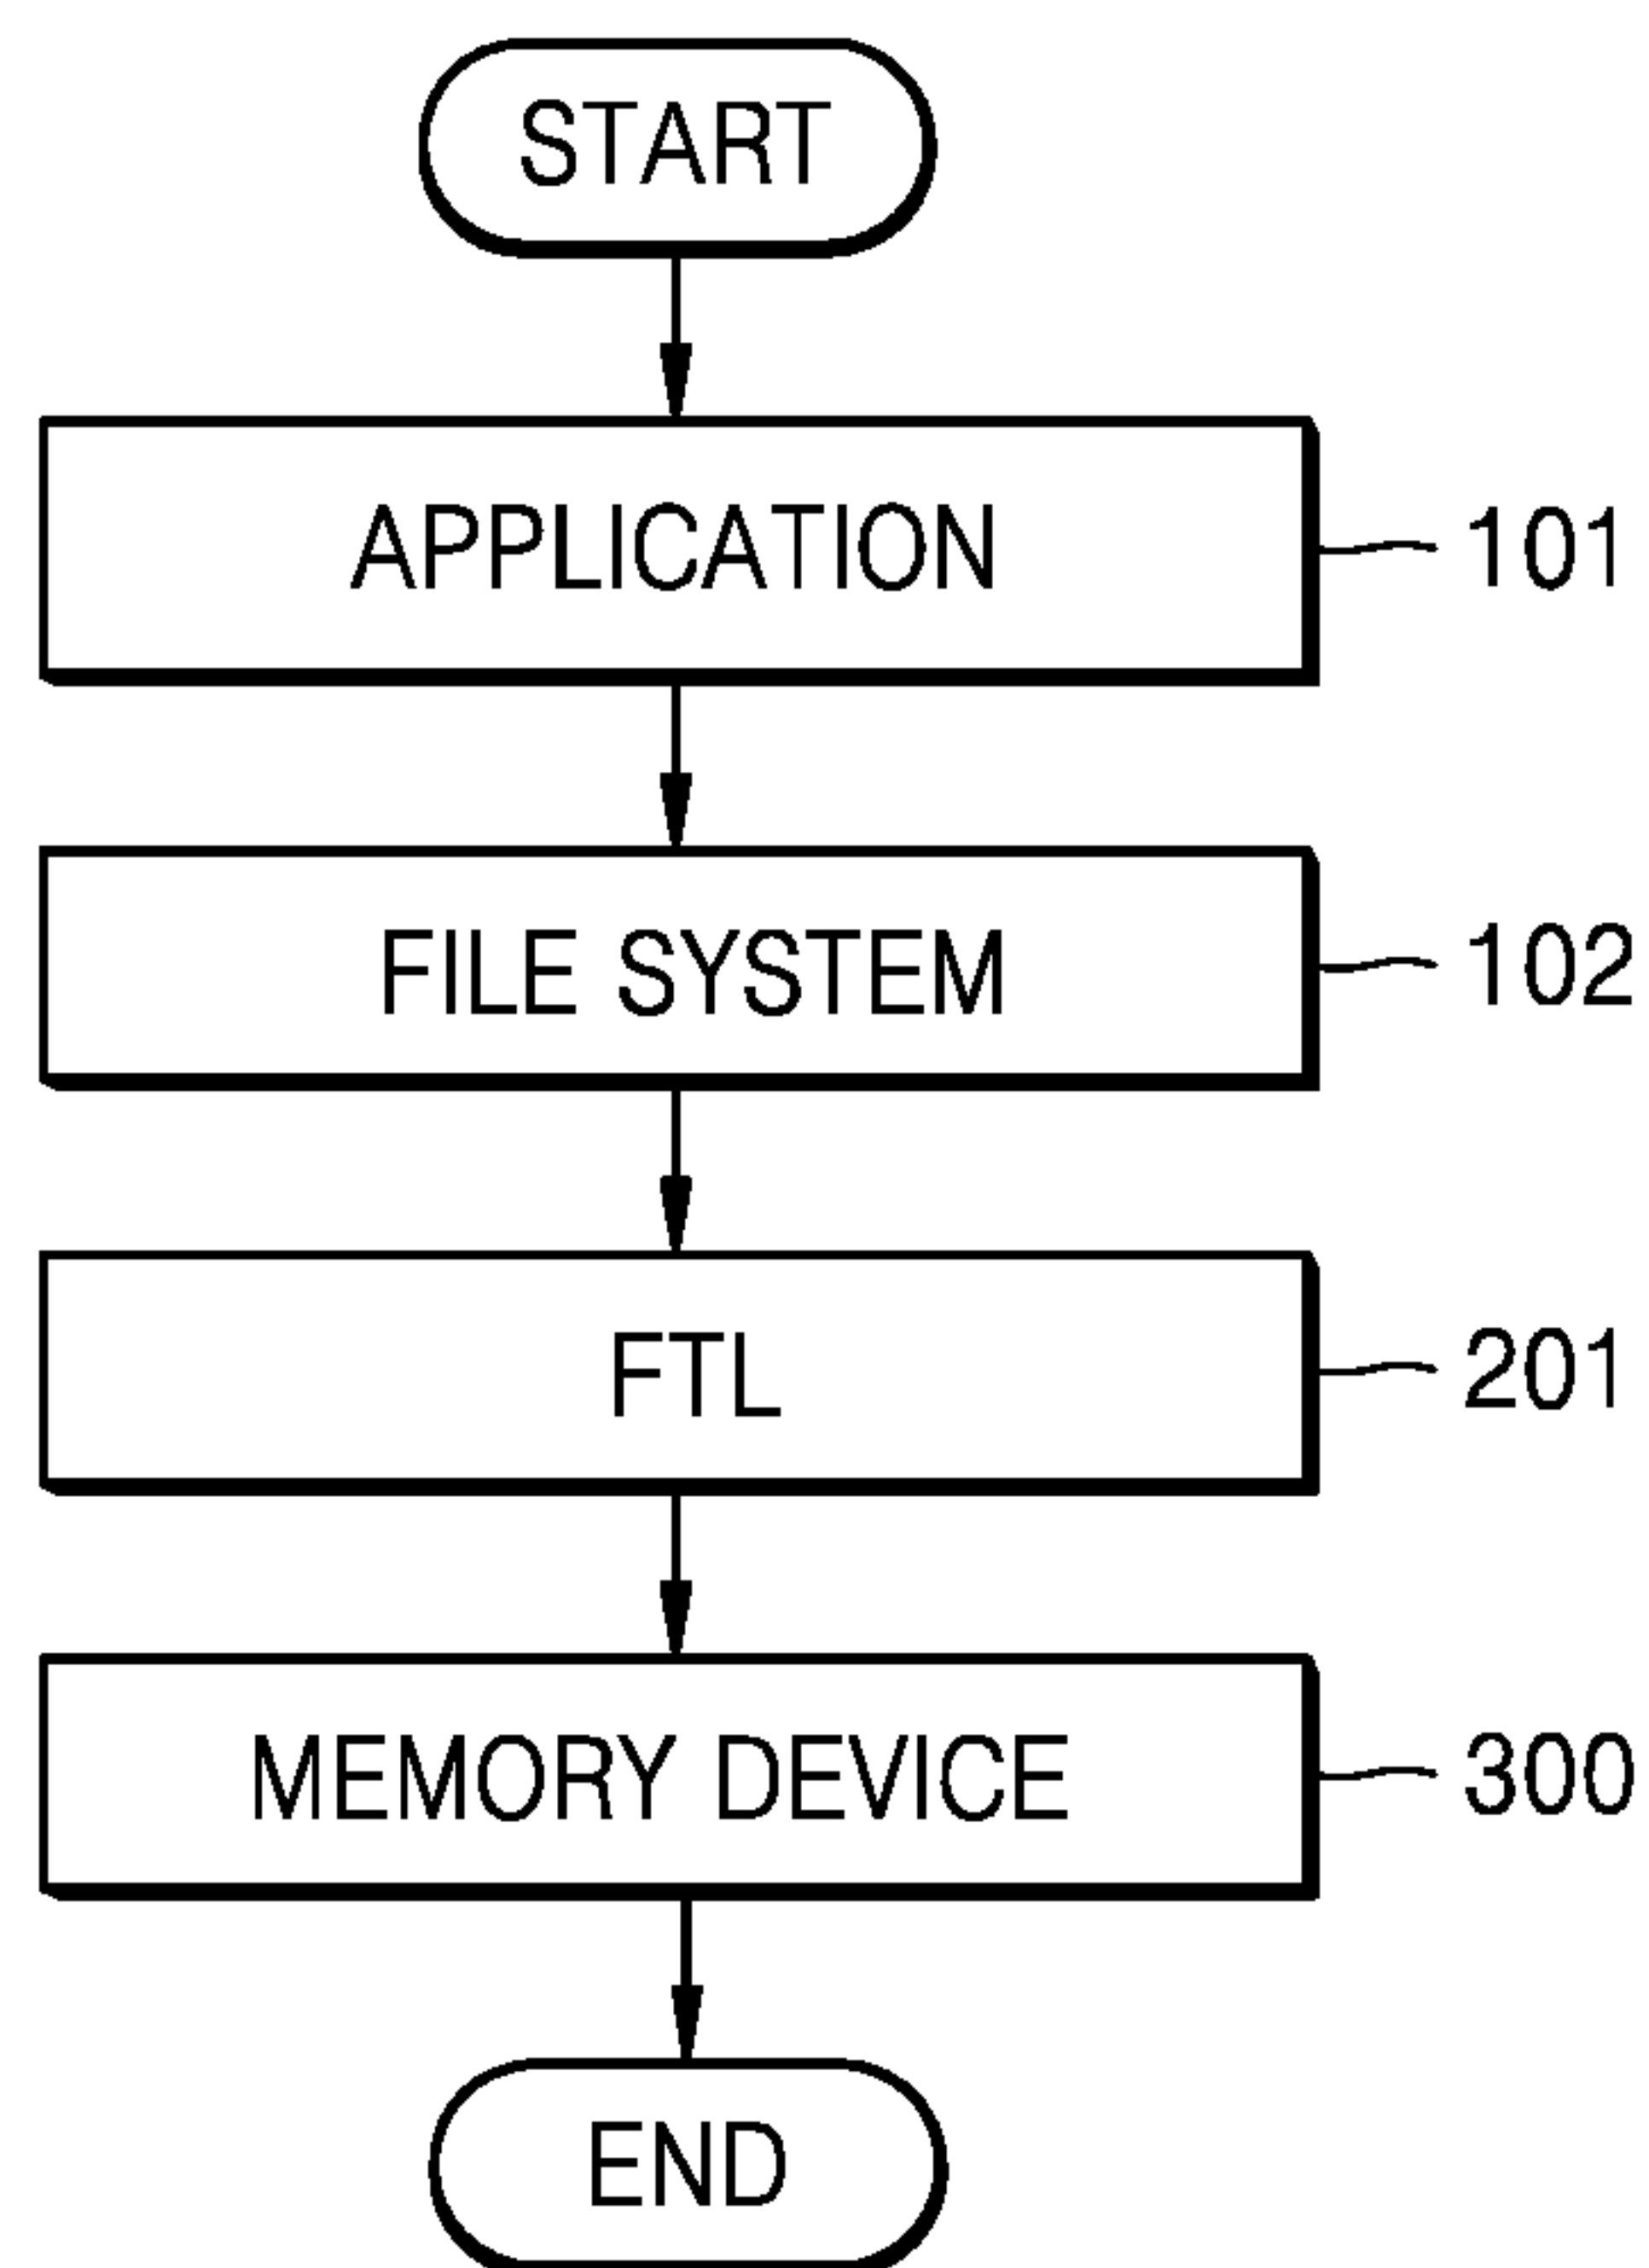 START
APPLICATION 101
FILE SYSTEM 102
FTL 201
MEMORY DEVICE 300
END